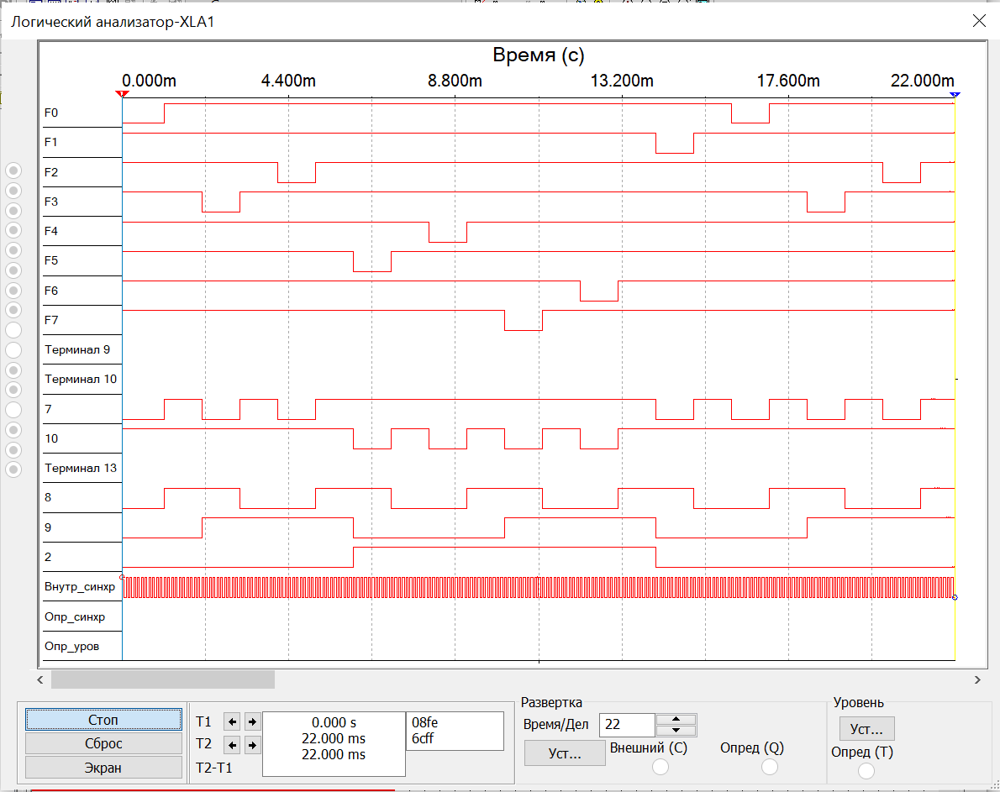 Логический анализатор-XLA1
Время (с)
0.000m 4.400m 8.800m 13.200m 17.600m 22.000m
F0
F1
F2
F3
F4
F5
F6
F7
Терминал 9
Терминал 10
7
10
Терминал 13
8
9
2
Внутр_синхр
Опр_синхр
Опр_уров
Стоп
Сброс
Экран
T1
T2
T2-T1
0.000 s
22.000 ms
22.000 ms
08fe
6cff
Развертка
Время/Дел 22
Уст...
Внешний (C)
Опред (Q)
Уровень
Уст...
Опред (T)